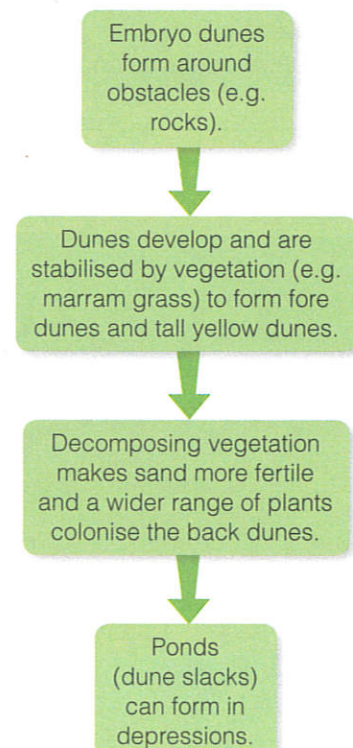 Embryo dunes
form around
obstacles (e.g.
rocks).
Dunes develop and are
stabilised by vegetation (e.g.
marram grass) to form fore
dunes and tall yellow dunes.
Decomposing vegetation
makes sand more fertile
and a wider range of plants
colonise the back dunes.
Ponds
(dune slacks)
can form in
depressions.